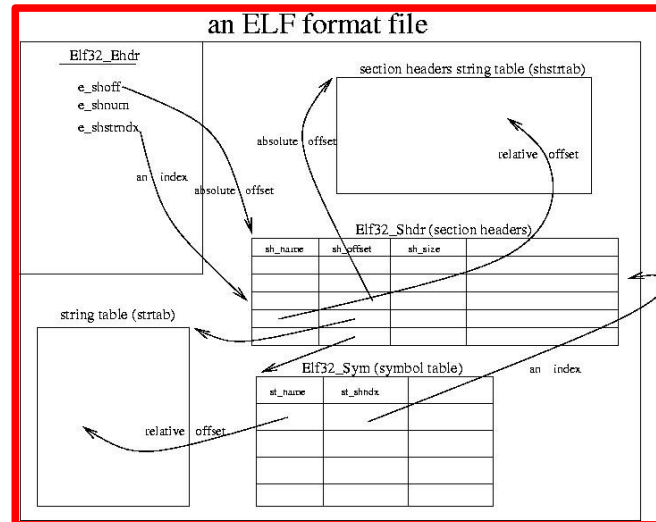 an ELF format file
Elf32_Ehdr
e_shoff
e_shnum
e_shstrndx
an index
absolute offset
section headers string table (shstrtab)
absolute offset
relative offset
Elf32_Shdr (section headers)
sh_name sh_offset sh_size
string table (strtab)
Elf32_Sym (symbol table)
st_name st_shndx
an index
relative offset